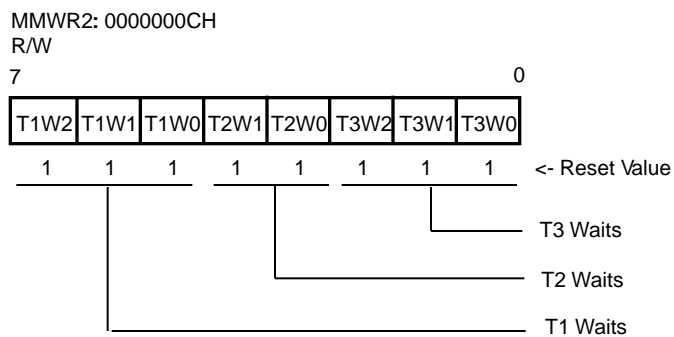 MMWR2: 0000000CH
R/W
7 0
T1W2 T1W1 T1W0 T2W1 T2W0 T3W2 T3W1 T3W0
1 1 1 1 1 1 1 1 <- Reset Value
T3 Waits
T2 Waits
T1 Waits